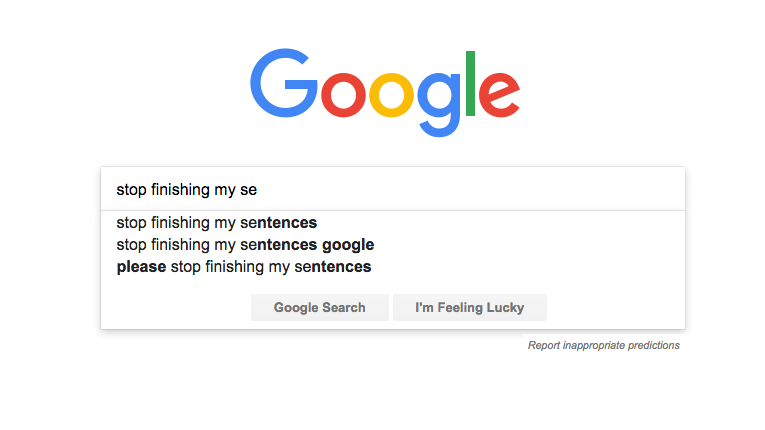 Google
stop finishing my se
stop finishing my sentences
stop finishing my sentences google
please stop finishing my sentences
Google Search I'm Feeling Lucky
Report inappropriate predictions